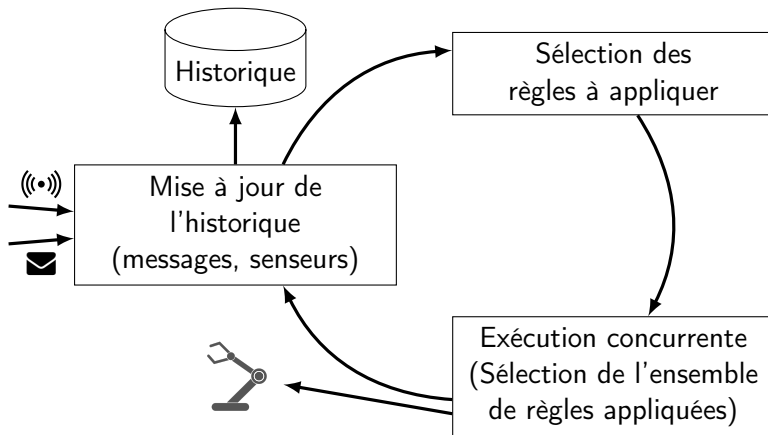 Historique
Sélection des
règles à appliquer
Mise à jour de
l'historique
(messages, senseurs)
Exécution concurrente
(Sélection de l'ensemble
de règles appliquées)